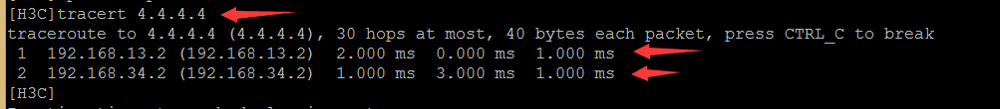 [H3C]tracert 4.4.4.4
traceroute to 4.4.4.4 (4.4.4.4), 30 hops at most, 40 bytes each packet, press CTRL_C to break
1 192.168.13.2 (192.168.13.2) 2.000 ms 0.000 ms 1.000 ms
2 192.168.34.2 (192.168.34.2) 1.000 ms 3.000 ms 1.000 ms
[H3C]